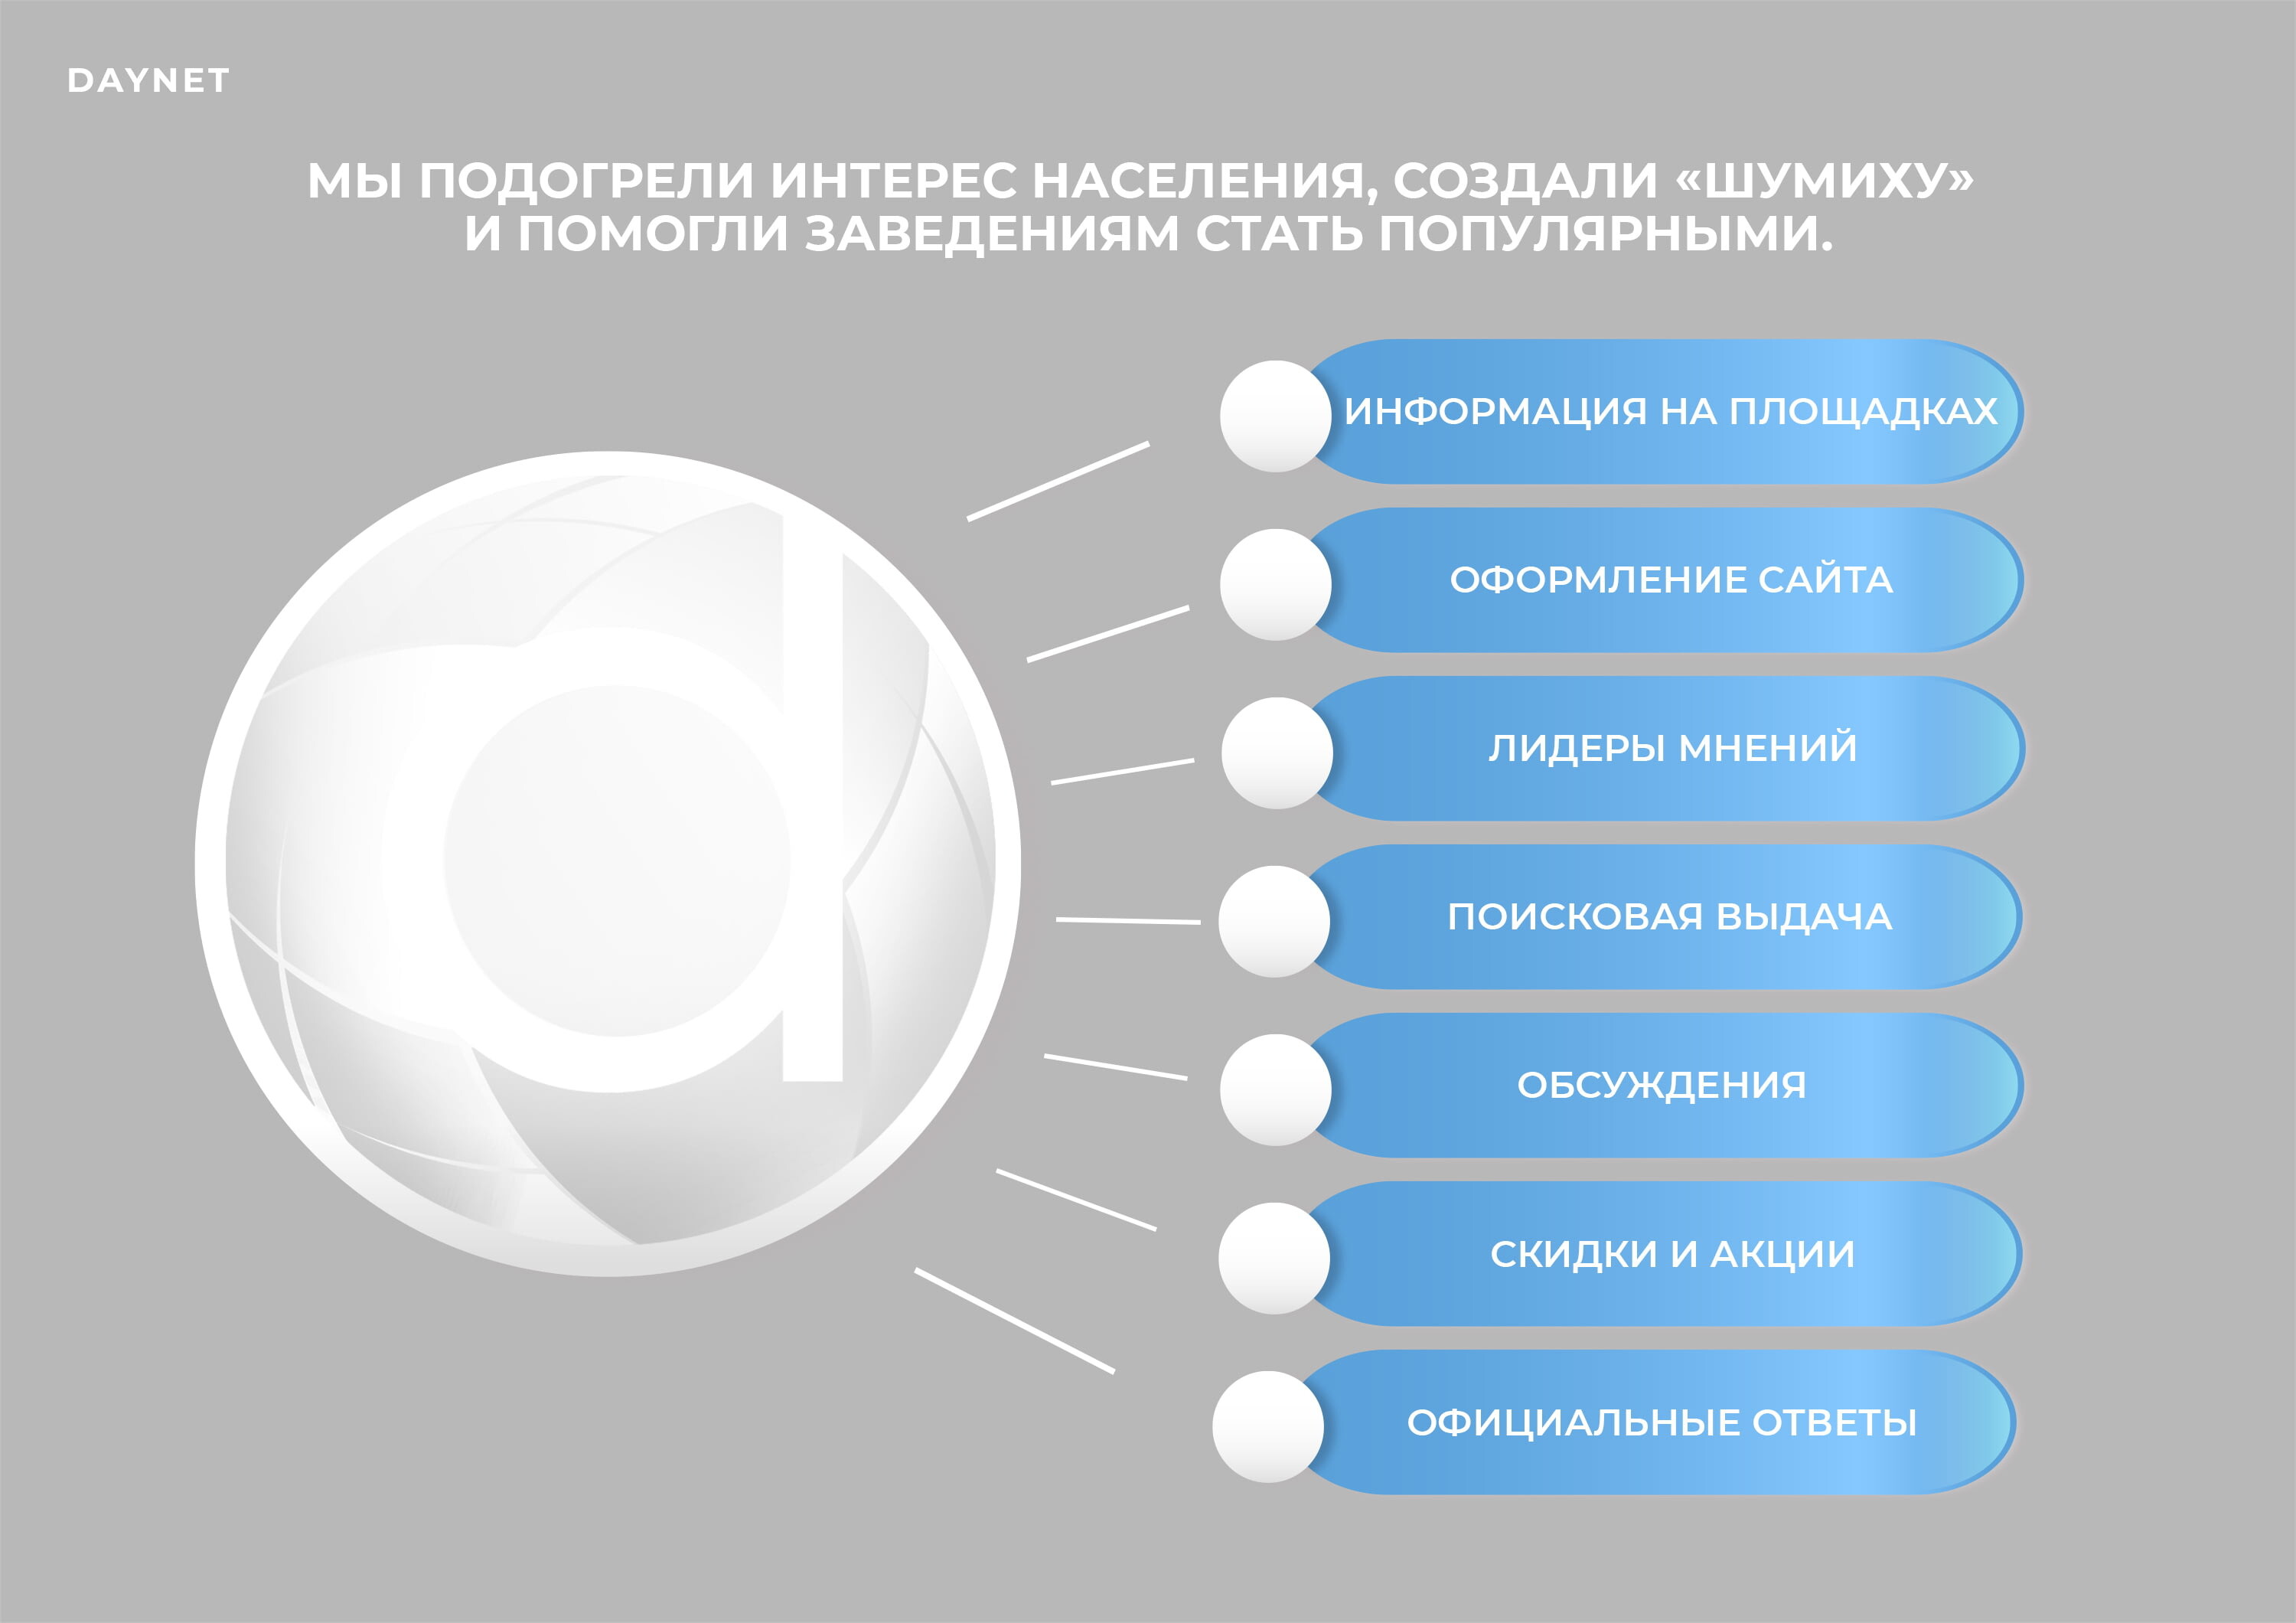 DAYNET
МЫ ПОДОГРЕЛИ ИНТЕРЕС НАСЕЛЕНИЯ, СОЗДАЛИ «ШУМИХУ»
И ПОМОГЛИ ЗАВЕДЕНИЯМ СТАТЬ ПОПУЛЯРНЫМИ.
ИНФОРМАЦИЯ НА ПЛОЩАДКАХ
ОФОРМЛЕНИЕ САЙТА
ЛИДЕРЫ МНЕНИЙ
ПОИСКОВАЯ ВЫДАЧА
ОБСУЖДЕНИЯ
СКИДКИ И АКЦИИ
ОФИЦИАЛЬНЫЕ ОТВЕТЫ